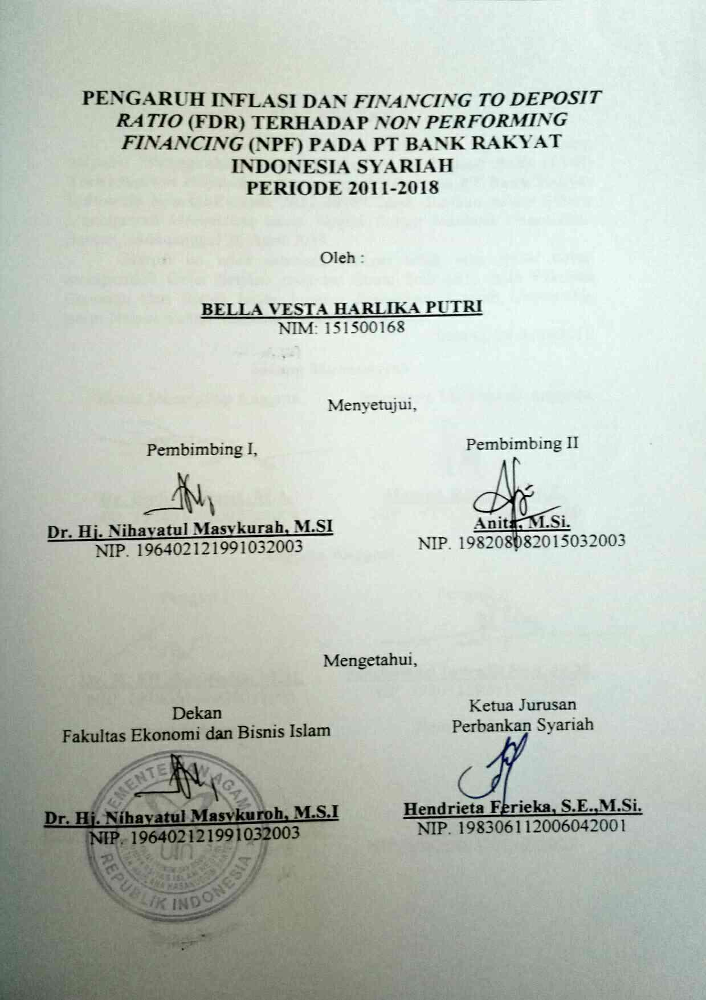 PENGARUH INFLASI DAN FINANCING TO DEPOSIT
RATIO (FDR) TERHADAP NON PERFORMING
FINANCING (NPF) PADA PT BANK RAKYAT
INDONESIA SYARIAH
PERIODE 2011-2018
Oleh :
BELLA VESTA HARLIKA PUTRI
NIM: 151500168
Menyetujui,
Pembimbing I,
Pembimbing II
Dr. Hj. Nihayatul Masykurah, M.SI
NIP. 196402121991032003
Anita, M.Si.
NIP. 198208082015032003
Mengetahui,
Dekan
Fakultas Ekonomi dan Bisnis Islam
Ketua Jurusan
Perbankan Syariah
Dr. Hj. Nihayatul Masykuroh, M.S.I
NIP. 196402121991032003
Hendrieta Ferieka, S.E.,M.Si.
NIP. 198306112006042001
KEMENTERIAN AGAMA
REPUBLIK INDONESIA
uin